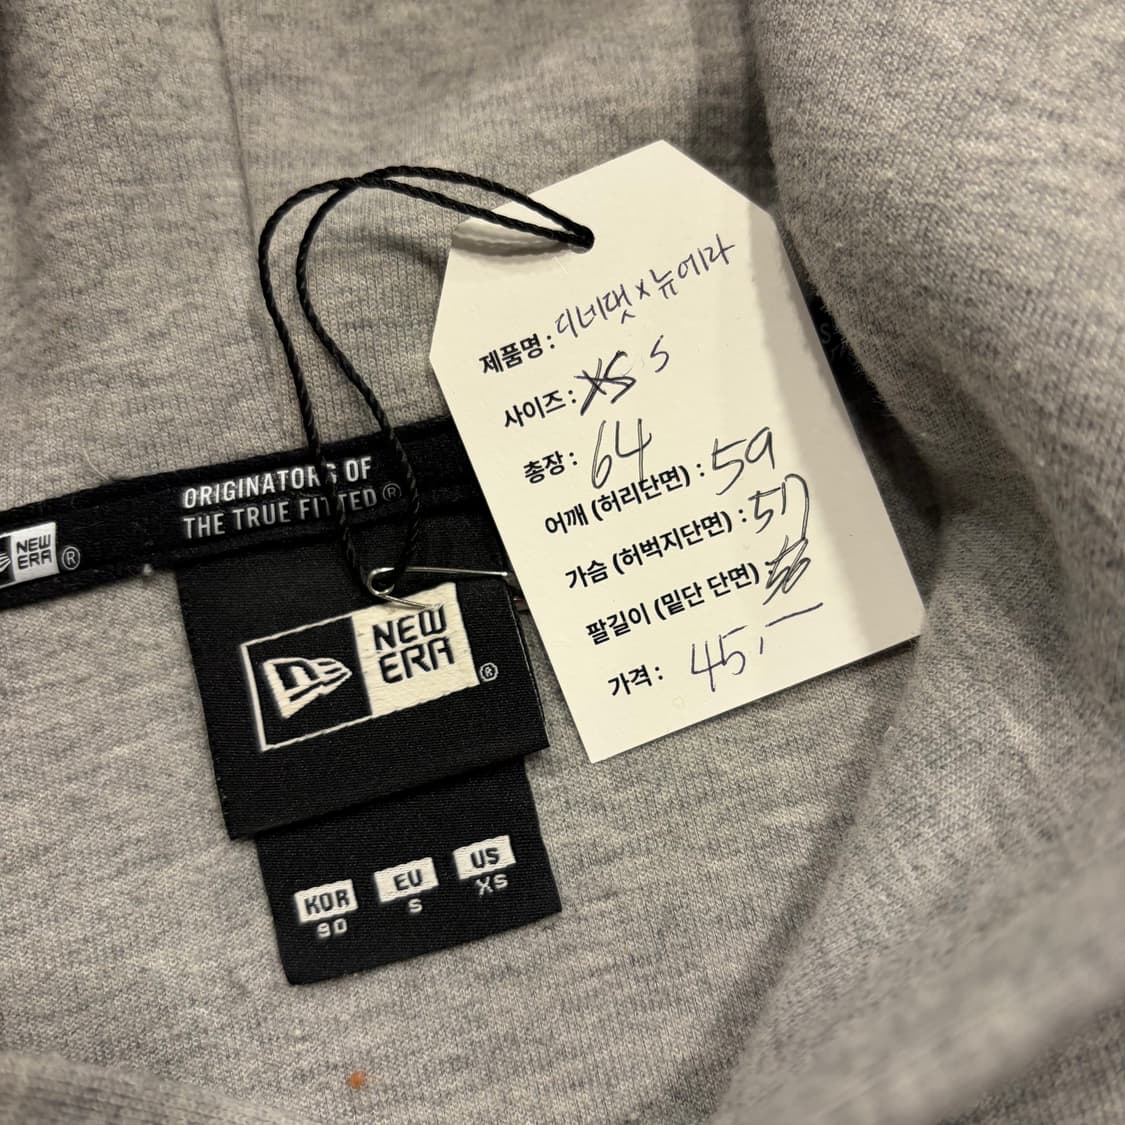 제품명 : 디네댓 x 뉴에라
사이즈 : XS S
총장 : 64
어깨 (허리단면) : 59
가슴 (허벅지단면) :
팔길이 (밑단 단면)
가격 : 45,-
ORIGINATORS OF
THE TRUE FITTED®
NEW
ERA ®
NEW
ERA ®
KOR EU US
90 S XS